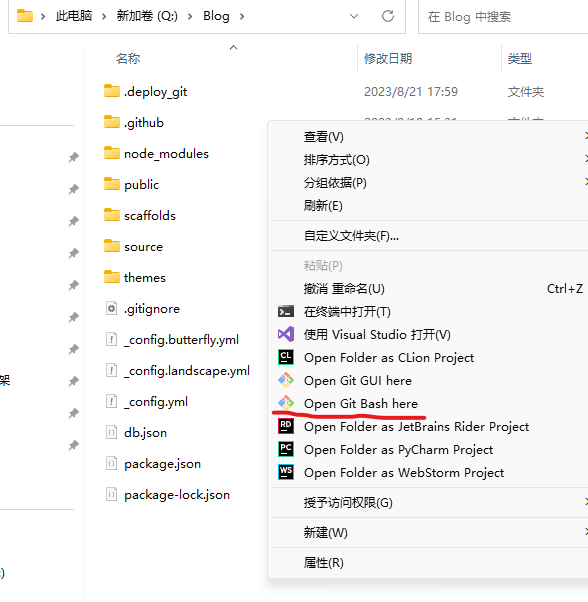 此电脑 > 新加卷 (Q:) > Blog >
在 Blog 中搜索
名称 修改日期 类型
.deploy_git 2023/8/21 17:59 文件夹
.github
node_modules
public
scaffolds
source
themes
.gitignore
_config.butterfly.yml
_config.landscape.yml
_config.yml
db.json
package.json
package-lock.json
架
:)
查看(V)
排序方式(O)
分组依据(P)
刷新(E)
自定义文件夹(F)...
粘贴(P)
撤消 重命名(U) Ctrl+Z
在终端中打开(T)
使用 Visual Studio 打开(V)
CL Open Folder as CLion Project
Open Git GUI here
Open Git Bash here
RD Open Folder as JetBrains Rider Project
PC Open Folder as PyCharm Project
WS Open Folder as WebStorm Project
授予访问权限(G)
新建(W)
属性(R)